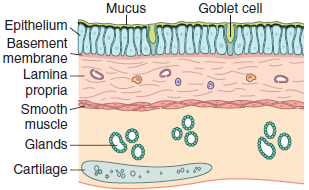 Mucus
Goblet cell
Epithelium
Basement
membrane
Lamina
propria
Smooth
muscle
Glands
Cartilage